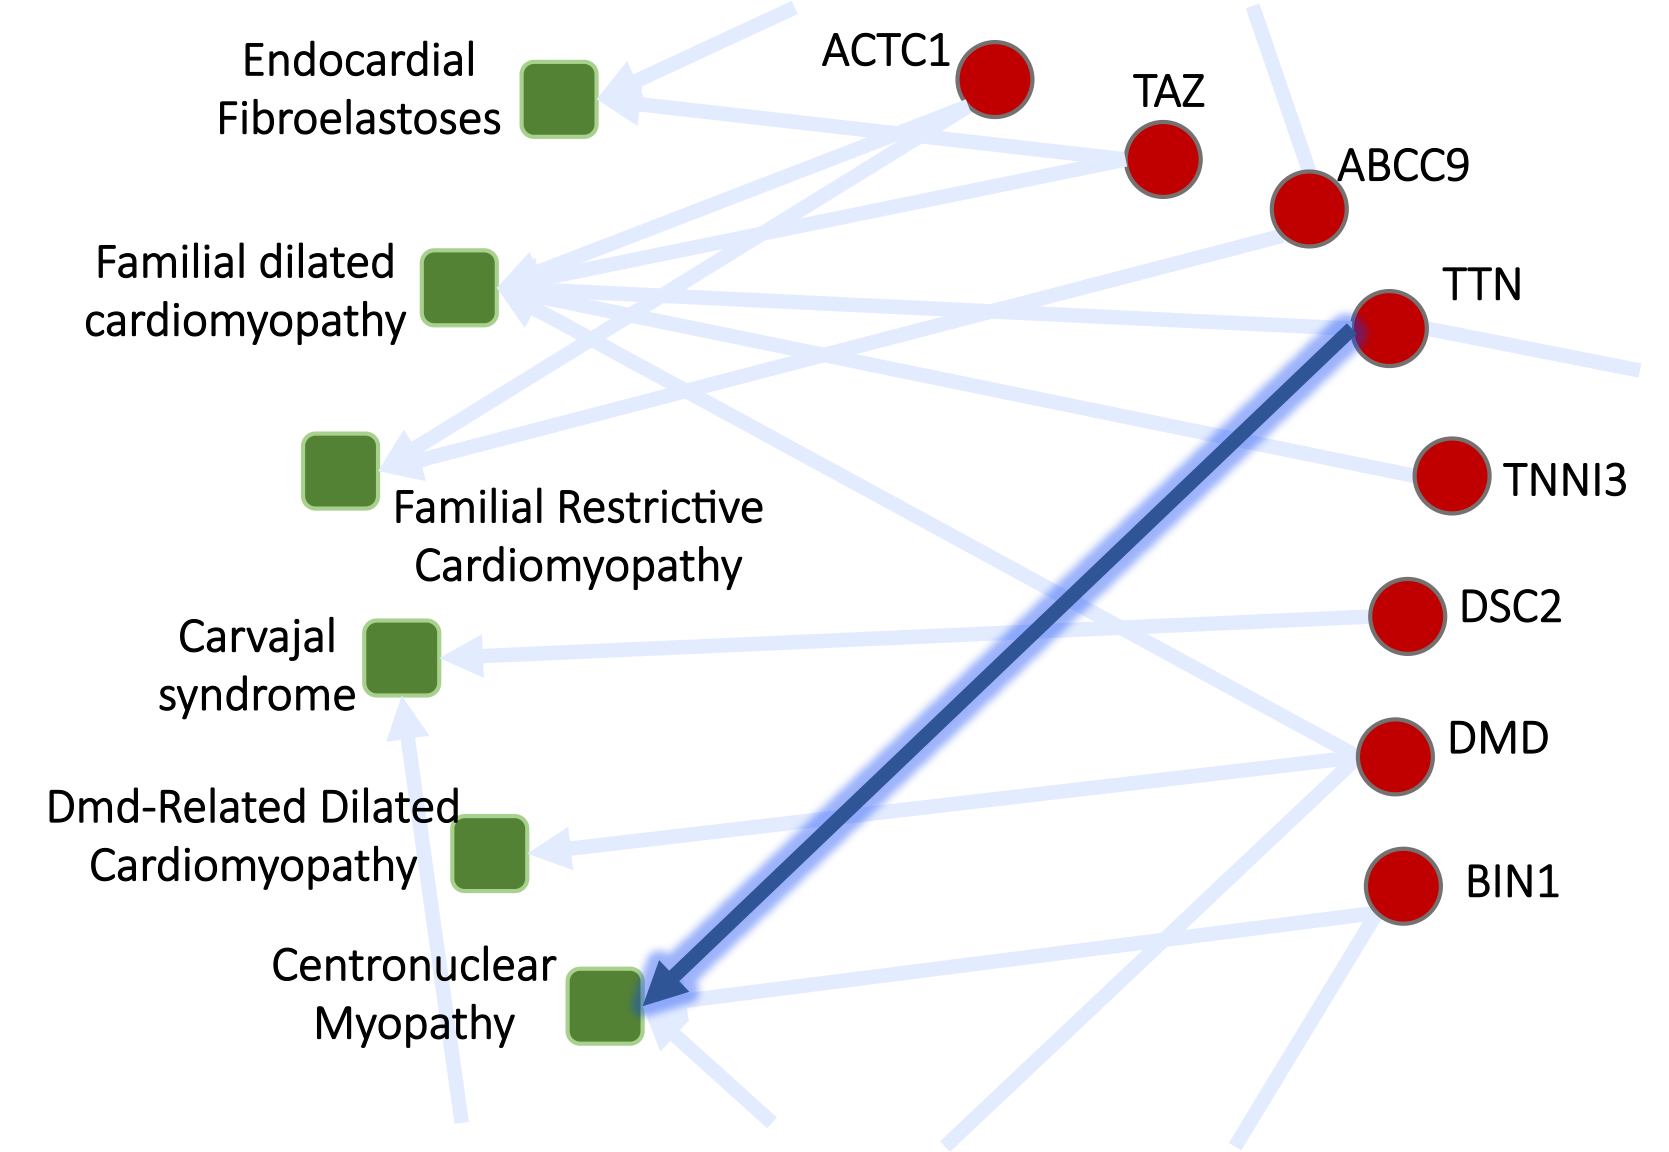 Endocardial
Fibroelastoses
ACTC1
TAZ
ABCC9
Familial dilated
cardiomyopathy
TTN
Familial Restrictive
Cardiomyopathy
TNNI3
Carvajal
syndrome
DSC2
DMD
Dmd-Related Dilated
Cardiomyopathy
BIN1
Centronuclear
Myopathy